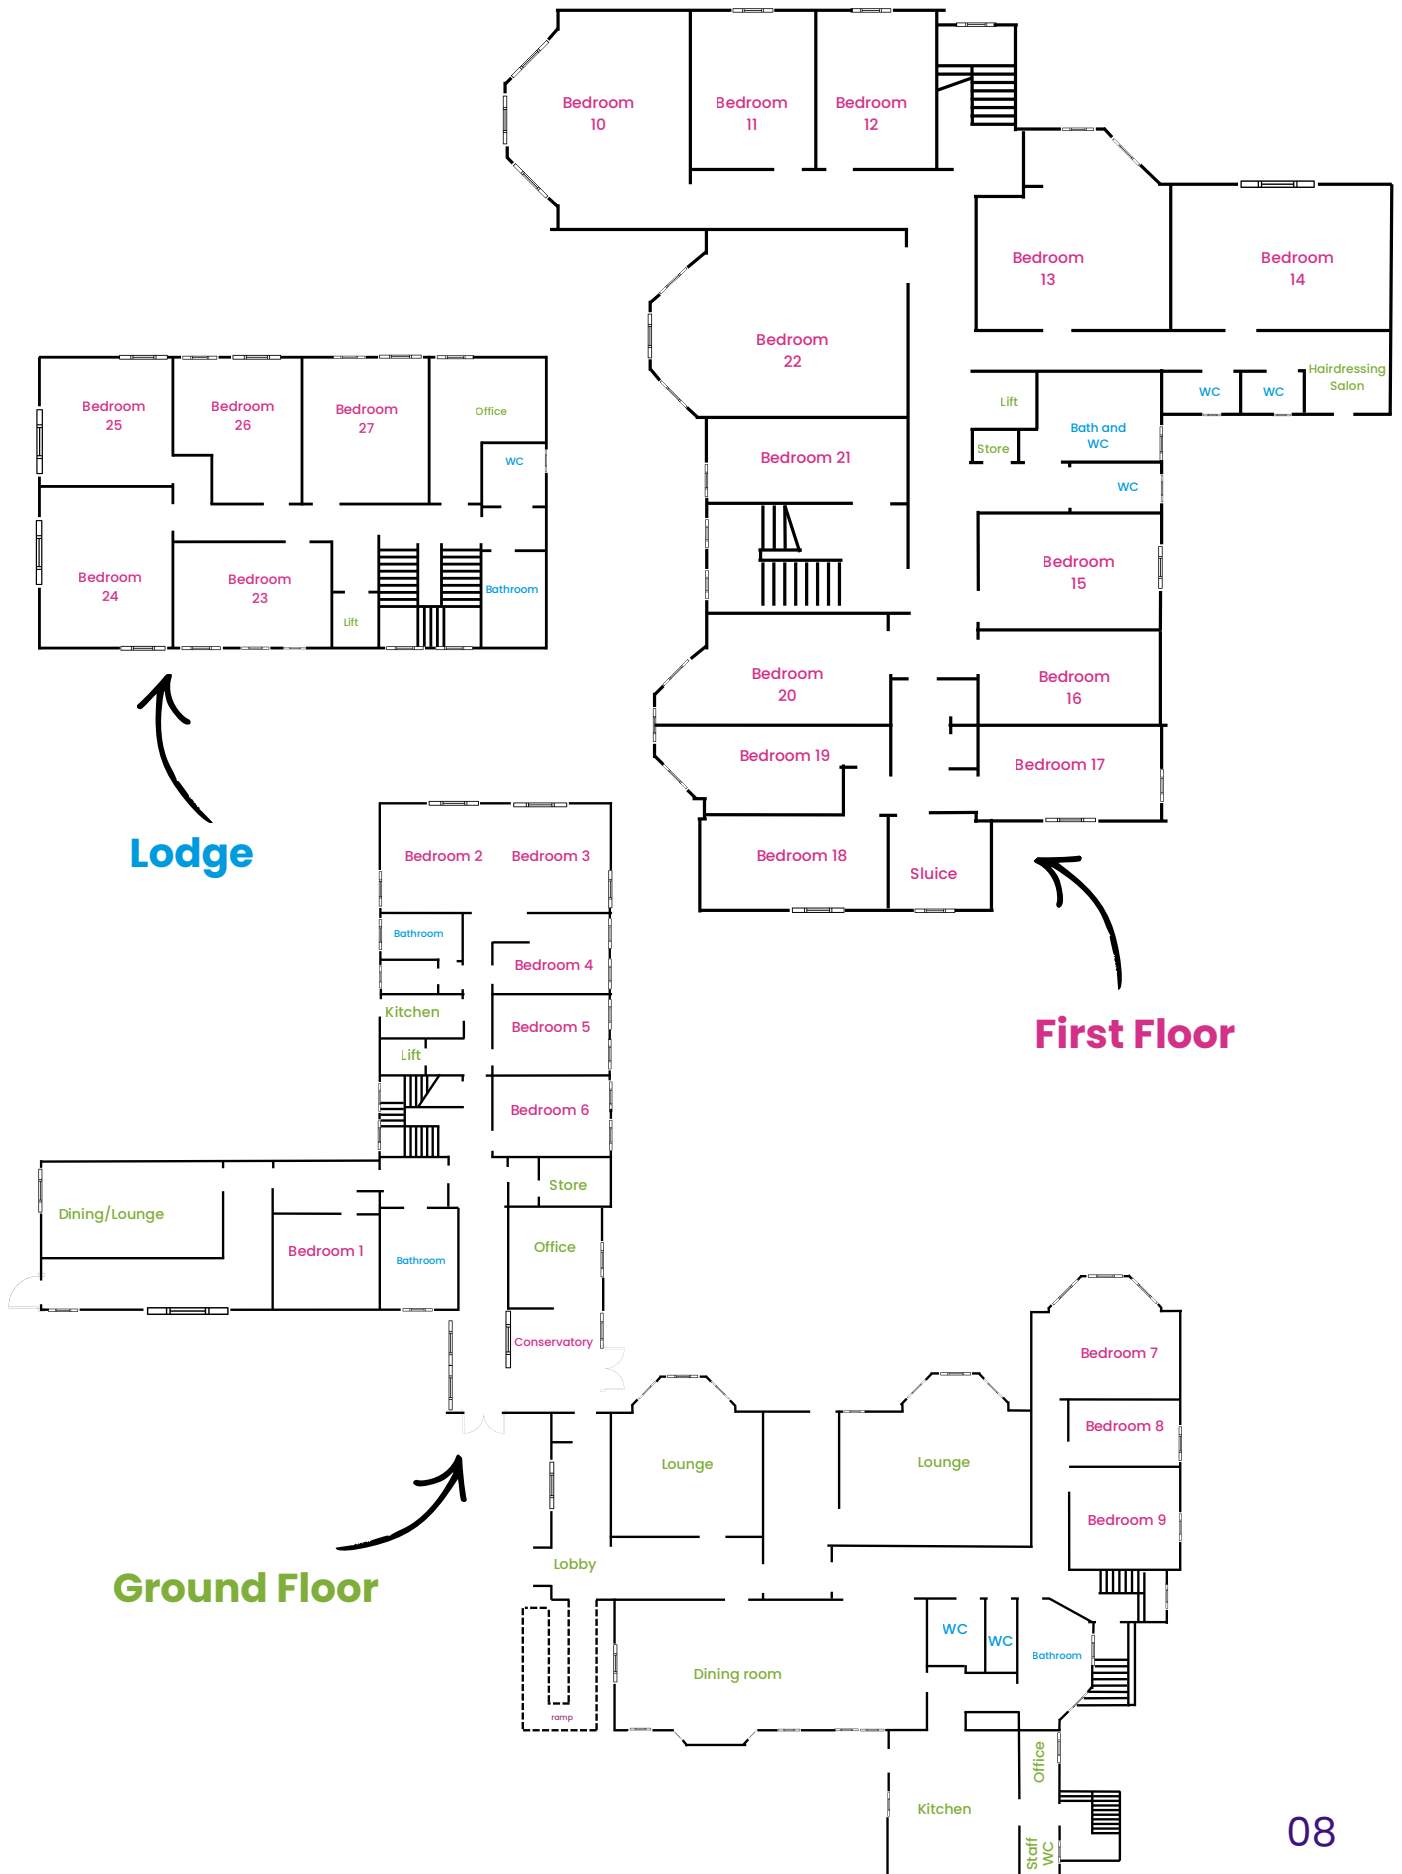 Bedroom
10
Bedroom
11
Bedroom
12
Bedroom
13
Bedroom
14
Bedroom
22
Hairdressing
Salon
WC
WC
Lift
Bath and
WC
Store
Bedroom 21
WC
Bedroom
15
Bedroom
16
Bedroom
20
Bedroom 19
Bedroom 17
Bedroom 18
Sluice
First Floor
Bedroom
25
Bedroom
26
Bedroom
27
Office
WC
Bedroom
24
Bedroom
23
Lift
Bathroom
Lodge
Bedroom 2
Bedroom 3
Bathroom
Bedroom 4
Kitchen
Bedroom 5
Lift
Bedroom 6
Store
Dining/Lounge
Bedroom 1
Bathroom
Office
Conservatory
Bedroom 7
Bedroom 8
Lounge
Lounge
Bedroom 9
Lobby
Ground Floor
WC
WC
Bathroom
Dining room
ramp
Office
Kitchen
Staff
WC
08